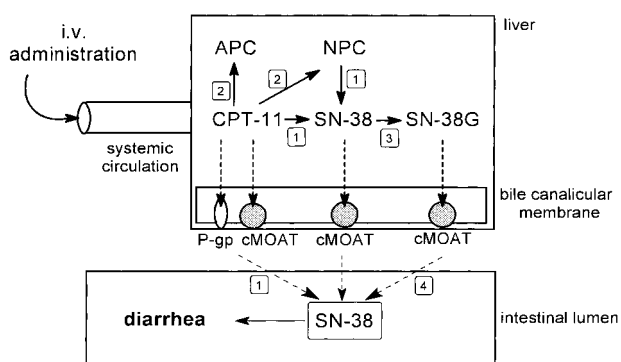 liver
i.v.
administration
APC
NPC
2
2
1
CPT-11
SN-38
SN-38G
1
3
systemic
circulation
bile canalicular
membrane
P-gp
cMOAT
cMOAT
cMOAT
1
4
diarrhea
SN-38
intestinal lumen